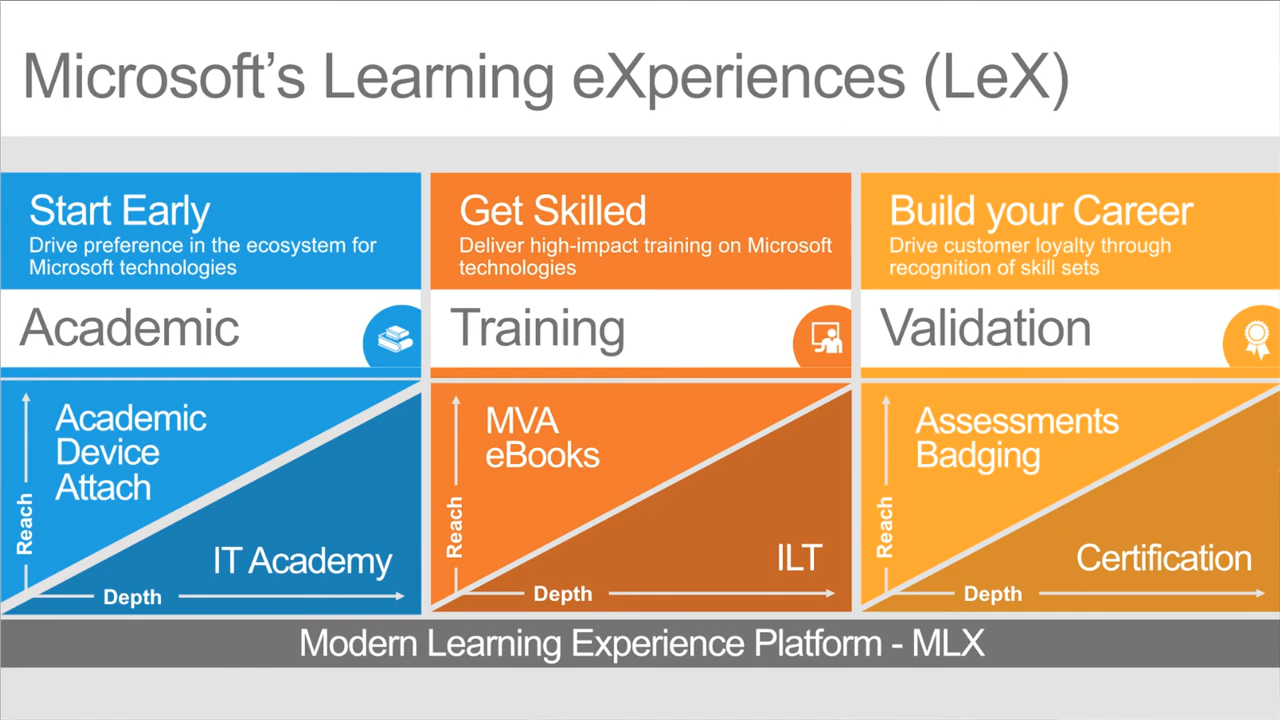 Microsoft’s Learning eXperiences (LeX)
Start Early
Drive preference in the ecosystem for
Microsoft technologies
Academic
Reach
Academic
Device
Attach
IT Academy
Depth
Get Skilled
Deliver high-impact training on Microsoft
technologies
Training
Reach
MVA
eBooks
ILT
Depth
Build your Career
Drive customer loyalty through
recognition of skill sets
Validation
Reach
Assessments
Badging
Certification
Depth
Modern Learning Experience Platform - MLX